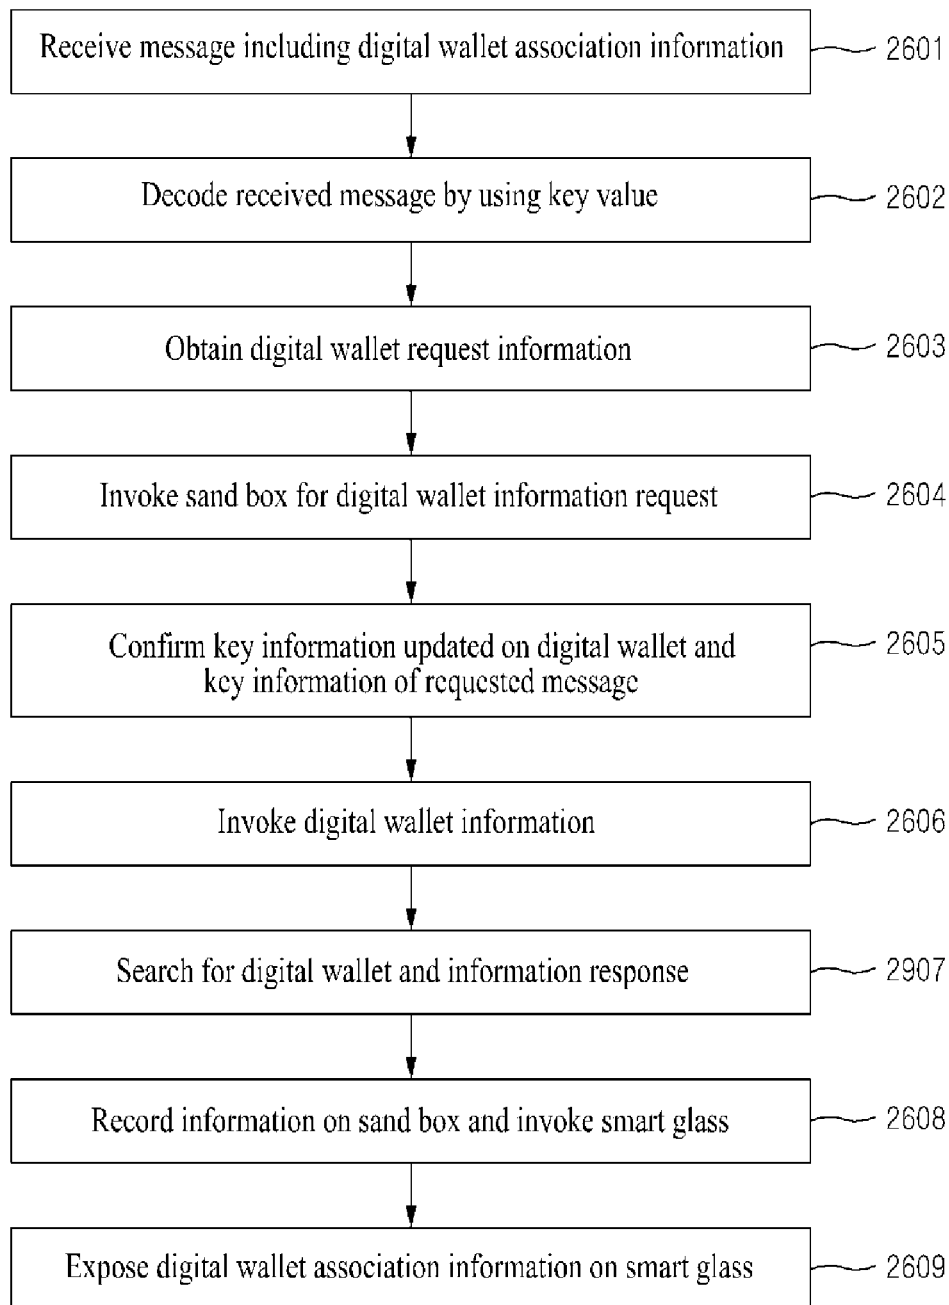 Receive message including digital wallet association information 2601
Decode received message by using key value 2602
Obtain digital wallet request information 2603
Invoke sand box for digital wallet information request 2604
Confirm key information updated on digital wallet and
key information of requested message 2605
Invoke digital wallet information 2606
Search for digital wallet and information response 2907
Record information on sand box and invoke smart glass 2608
Expose digital wallet association information on smart glass 2609